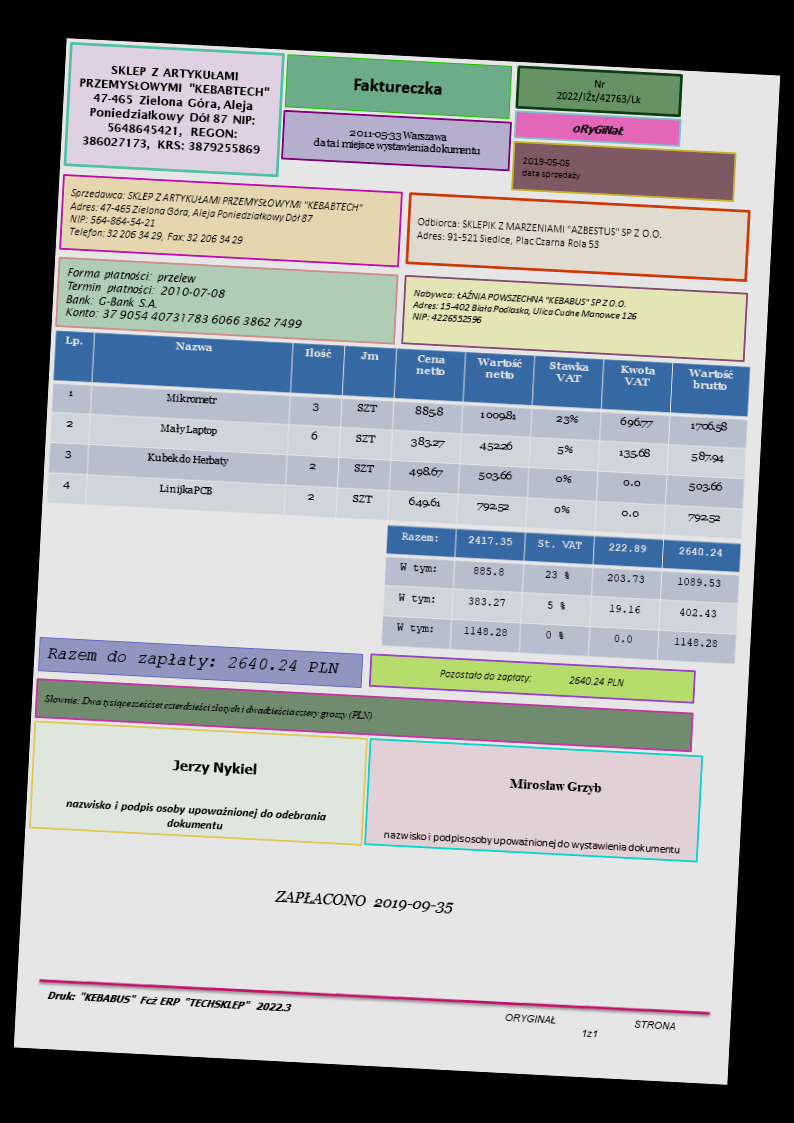 SKLEP Z ARTYKUŁAMI
PRZEMYSŁOWYMI "KEBABTECH"
47-465 Zielona Góra, Aleja
Poniedziałkowy Dół 87 NIP:
5648645421, REGON:
386027173, KRS: 3879255869
Faktureczka
2011-05-33 Warszawa
data i miejsce wystawienia dokumentu
Nr
2022/IŻt/42763/Lk
oRyGiNaŁ
2019-05-05
data sprzedaży
Sprzedawca: SKLEP Z ARTYKUŁAMI PRZEMYSŁOWYMI "KEBABTECH"
Adres: 47-465 Zielona Góra, Aleja Poniedziałkowy Dół 87
NIP: 564-864-54-21
Telefon: 32 206 34 29, Fax: 32 206 34 29
Odbiorca: SKLEPIK Z MARZENIAMI "AZBESTUS" SP Z O.O.
Adres: 91-521 Siedlce, Plac Czarna Rola 53
Forma płatności: przelew
Termin płatności: 2010-07-08
Bank: G-Bank S.A.
Konto: 37 9054 40731783 6066 3862 7499
Nabywca: ŁAŹNIA POWSZECHNA "KEBABUS" SP Z O.O.
Adres: 15-402 Biała Podlaska, Ulica Cudne Manowce 126
NIP: 4226552596
Lp. Nazwa Ilość Jm Cena netto Wartość netto Stawka VAT Kwota VAT Wartość brutto
1 Mikrometr 3 SZT 885.8 1009.81 23% 696.77 1706.58
2 Mały Laptop 6 SZT 383.27 452.26 5% 135.68 587.94
3 Kubek do Herbaty 2 SZT 498.67 503.66 0% 0.0 503.66
4 Linijka PCB 2 SZT 649.61 792.52 0% 0.0 792.52
Razem: 2417.35 St. VAT 222.89 2640.24
W tym: 885.8 23 % 203.73 1089.53
W tym: 383.27 5 % 19.16 402.43
W tym: 1148.28 0 % 0.0 1148.28
Razem do zapłaty: 2640.24 PLN
Pozostało do zapłaty: 2640.24 PLN
Słownie: Dwa tysiące sześćset czterdzieści złotych i dwadzieścia cztery groszy (PLN)
Jerzy Nykiel
nazwisko i podpis osoby upoważnionej do odebrania
dokumentu
Mirosław Grzyb
nazwisko i podpis osoby upoważnionej do wystawienia dokumentu
ZAPŁACONO 2019-09-35
Druk: "KEBABUS" Fcż ERP "TECHSKLEP" 2022.3
ORYGINAŁ STRONA
1z1